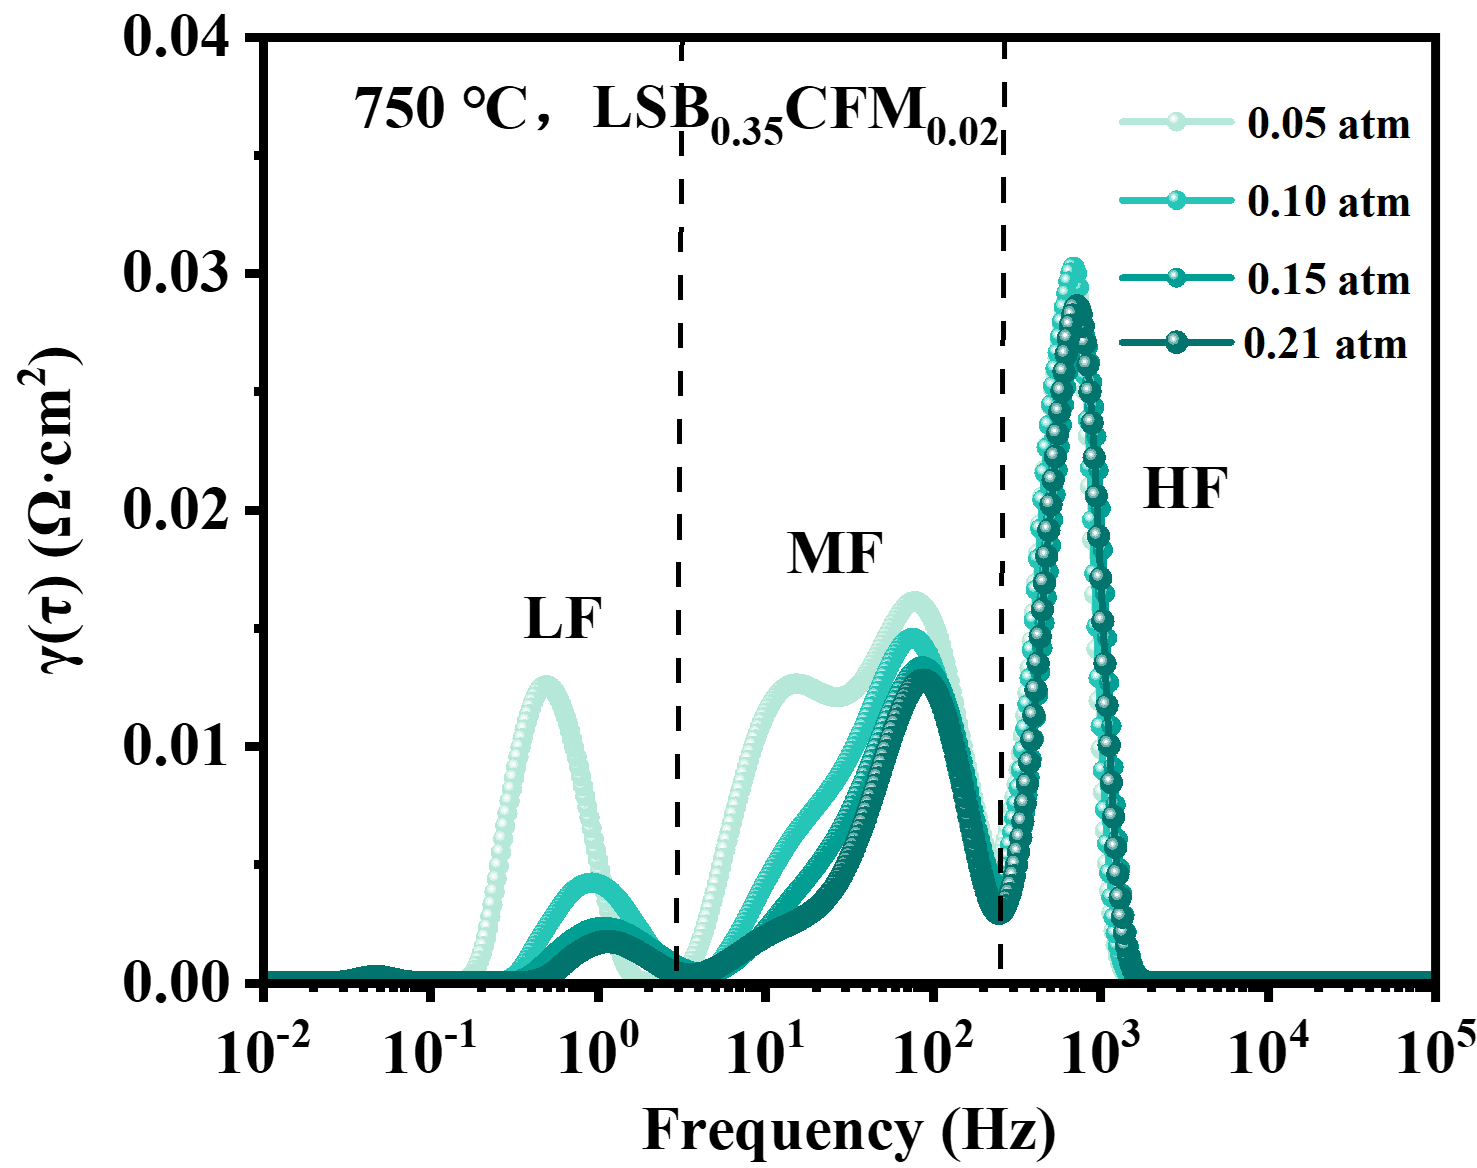 0.04
0.03
0.02
0.01
0.00
γ(τ) (Ω·cm²)
750 ℃，LSB₀.₃₅CFM₀.₀₂
0.05 atm
0.10 atm
0.15 atm
0.21 atm
LF
MF
HF
10⁻² 10⁻¹ 10⁰ 10¹ 10² 10³ 10⁴ 10⁵
Frequency (Hz)